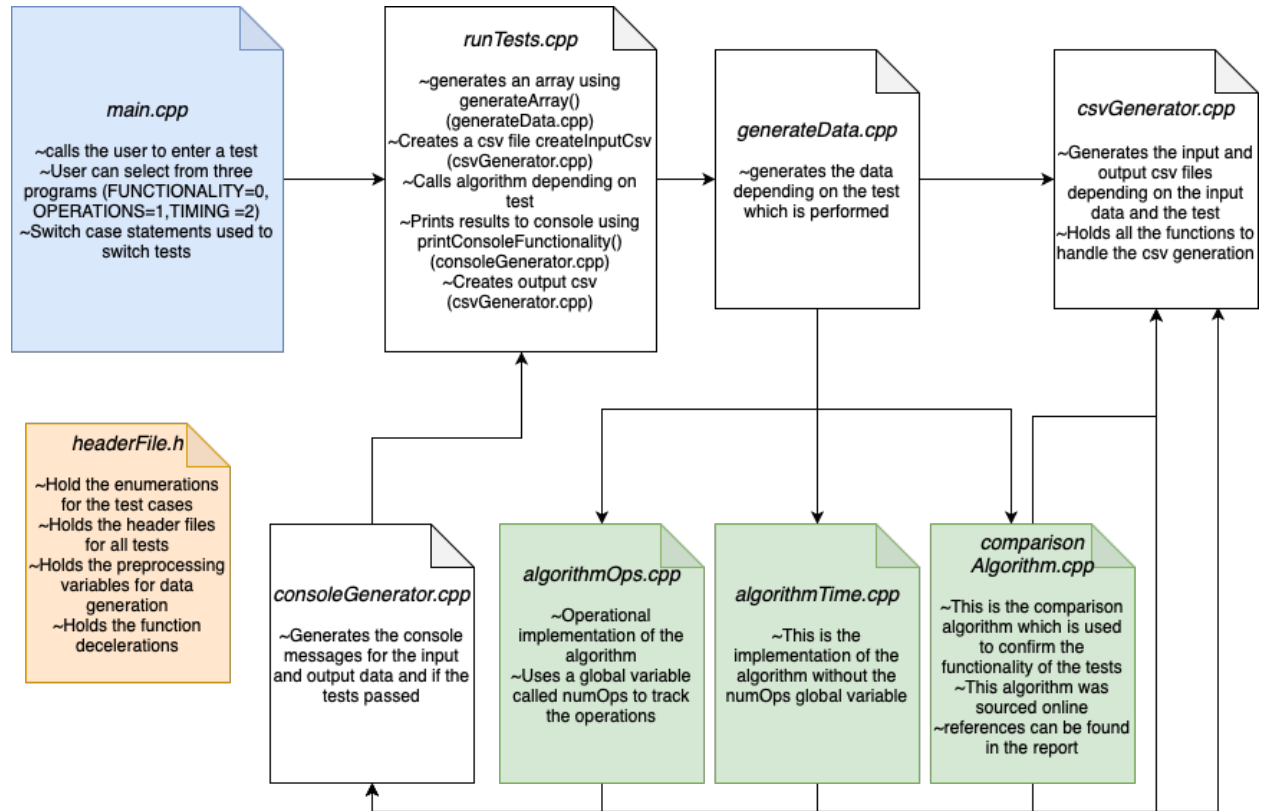 main.cpp
~calls the user to enter a test
~User can select from three
programs (FUNCTIONALITY=0,
OPERATIONS=1,TIMING =2)
~Switch case statements used to
switch tests
runTests.cpp
~generates an array using
generateArray()
(generateData.cpp)
~Creates a csv file createInputCsv
(csvGenerator.cpp)
~Calls algorithm depending on
test
~Prints results to console using
printConsoleFunctionality()
(consoleGenerator.cpp)
~Creates output csv
(csvGenerator.cpp)
generateData.cpp
~generates the data
depending on the test
which is performed
csvGenerator.cpp
~Generates the input and
output csv files
depending on the input
data and the test
~Holds all the functions to
handle the csv generation
headerFile.h
~Hold the enumerations
for the test cases
~Holds the header files
for all tests
~Holds the preprocessing
variables for data
generation
~Holds the function
decelerations
consoleGenerator.cpp
~Generates the console
messages for the input
and output data and if the
tests passed
algorithmOps.cpp
~Operational
implementation of the
algorithm
~Uses a global variable
called numOps to track
the operations
algorithmTime.cpp
~This is the
implementation of the
algorithm without the
numOps global variable
comparison
Algorithm.cpp
~This is the comparison
algorithm which is used
to confirm the
functionality of the tests
~This algorithm was
sourced online
~references can be found
in the report